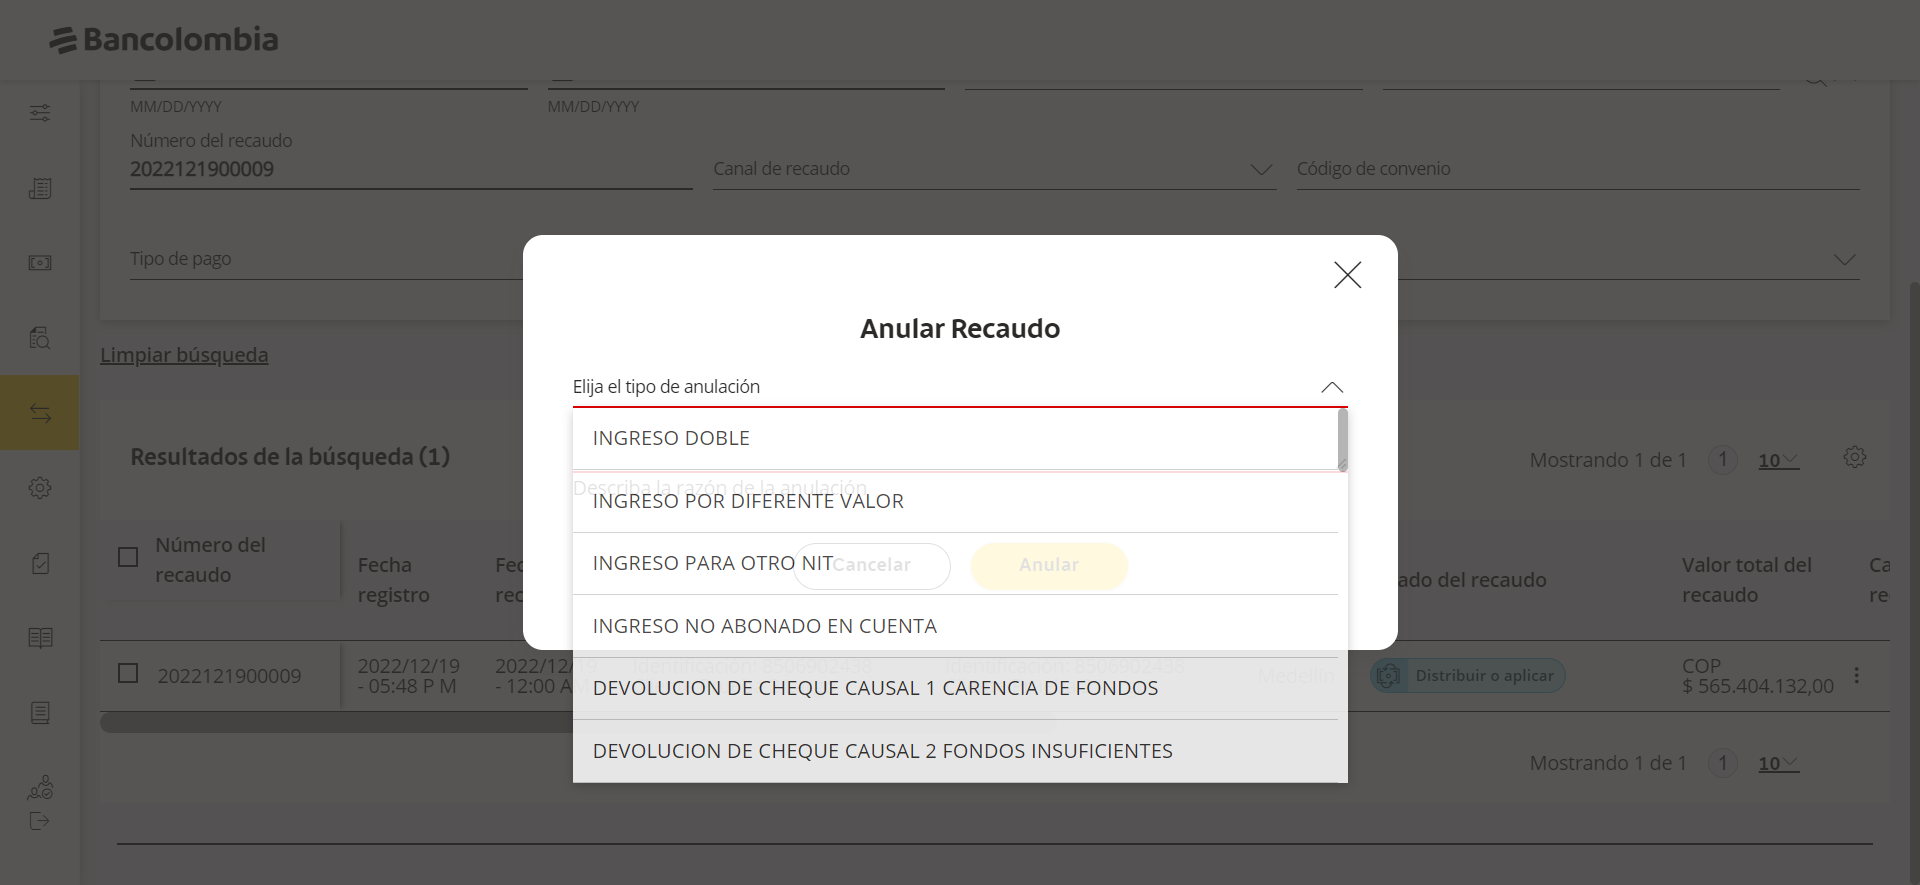 Bancolombia
MM/DD/YYYY
MM/DD/YYYY
Número del recaudo
2022121900009
Canal de recaudo
Código de convenio
Tipo de pago
Limpiar búsqueda
Anular Recaudo
Elija el tipo de anulación
INGRESO DOBLE
Describa la razón de la anulación
INGRESO POR DIFERENTE VALOR
INGRESO PARA OTRO NIT
Cancelar
Anular
INGRESO NO ABONADO EN CUENTA
DEVOLUCION DE CHEQUE CAUSAL 1 CARENCIA DE FONDOS
DEVOLUCION DE CHEQUE CAUSAL 2 FONDOS INSUFICIENTES
Resultados de la búsqueda (1)
Mostrando 1 de 1
1
10
Número del
recaudo
Fecha
registro
Fec
rec
ado del recaudo
Valor total del
recaudo
Ca
re
2022121900009
2022/12/19
- 05:48 P M
2022/12/19
- 12:00 AM
Identificación: 8506902438
Identificación: 8506902438
Medellin
Distribuir o aplicar
COP
$ 565.404.132,00
Mostrando 1 de 1
1
10